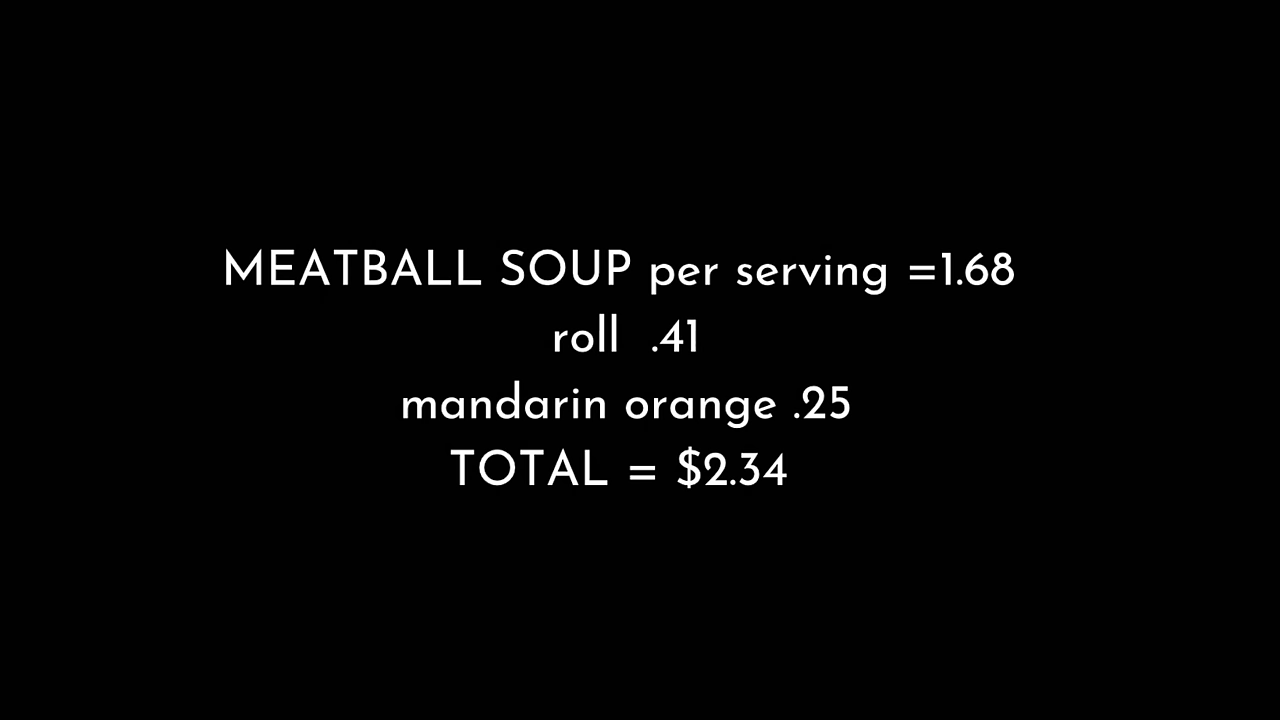 MEATBALL SOUP per serving =1.68
roll  .41
mandarin orange .25
TOTAL = $2.34